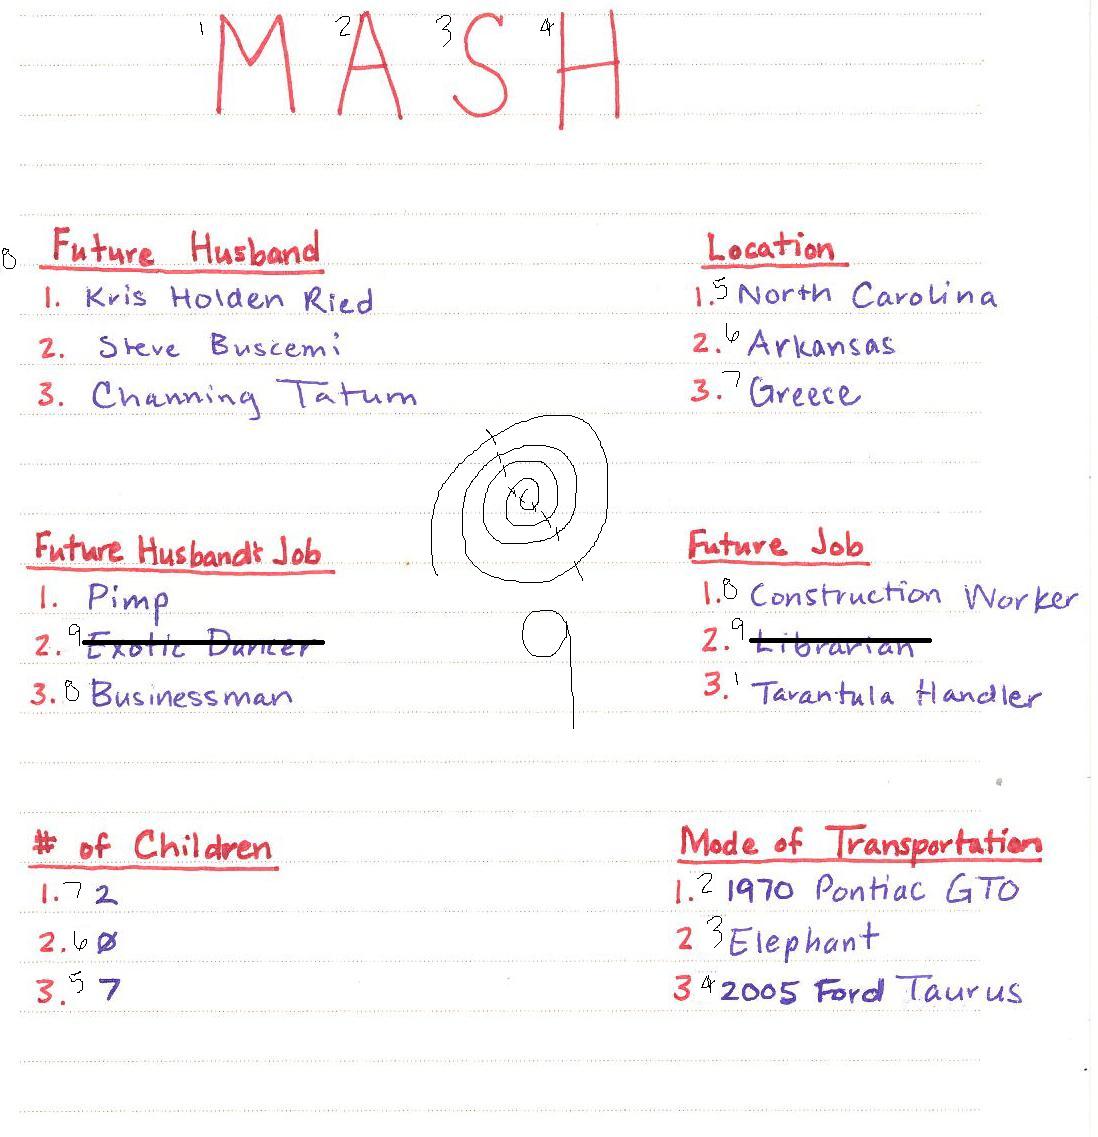 1 M 2 A 3 S 4 H
8 Future Husband
1. Kris Holden Ried
2. Steve Buscemi
3. Channing Tatum
Location
1. 5 North Carolina
2. 6 Arkansas
3. 7 Greece
Future Husband's Job
1. Pimp
2. 9 Exotic Dancer
3. 8 Businessman
9
Future Job
1. 8 Construction Worker
2. 9 Librarian
3. 1 Tarantula Handler
# of Children
1. 7 2
2. 6 Ø
3. 5 7
Mode of Transportation
1. 2 1970 Pontiac GTO
2 3 Elephant
3 4 2005 Ford Taurus